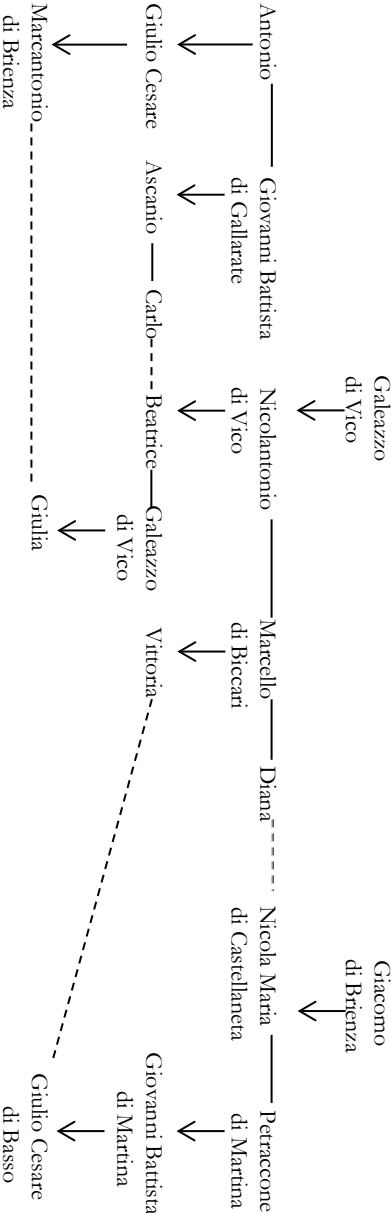 Galeazzo
di Vico
Giacomo
di Brienza
Antonio
Giovanni Battista
di Gallarate
Nicolantonio
di Vico
Marcello
di Biccari
Diana
Nicola Maria
di Castellaneta
Petraccone
di Martina
Giulio Cesare
Ascanio
Carlo
Beatrice
Galeazzo
di Vico
Vittoria
Giovanni Battista
di Martina
Marcantonio
di Brienza
Giulia
Giulio Cesare
di Basso